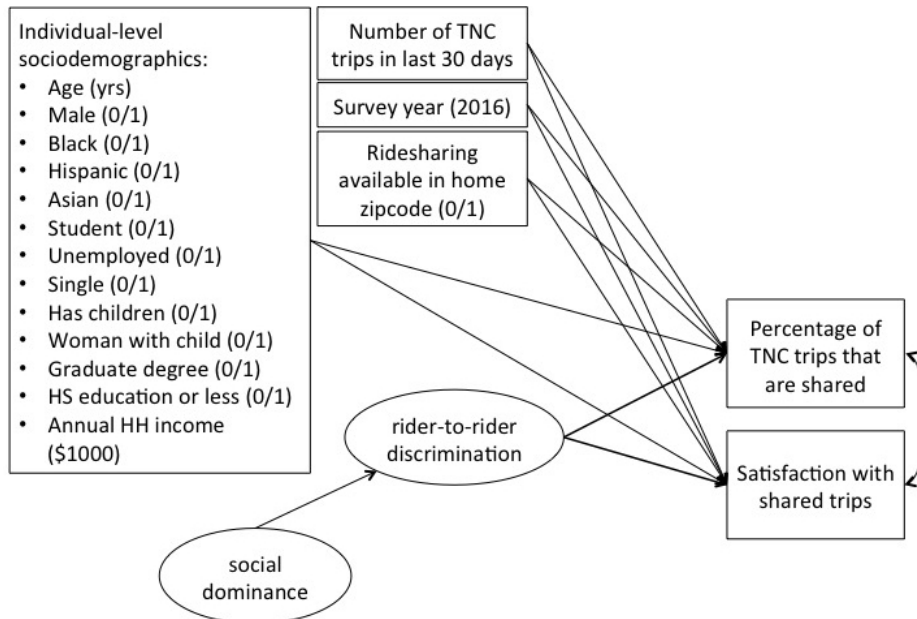 Individual-level
sociodemographics:
• Age (yrs)
• Male (0/1)
• Black (0/1)
• Hispanic (0/1)
• Asian (0/1)
• Student (0/1)
• Unemployed (0/1)
• Single (0/1)
• Has children (0/1)
• Woman with child (0/1)
• Graduate degree (0/1)
• HS education or less (0/1)
• Annual HH income
($1000)
Number of TNC
trips in last 30 days
Survey year (2016)
Ridesharing
available in home
zipcode (0/1)
rider-to-rider
discrimination
social
dominance
Percentage of
TNC trips that
are shared
Satisfaction with
shared trips